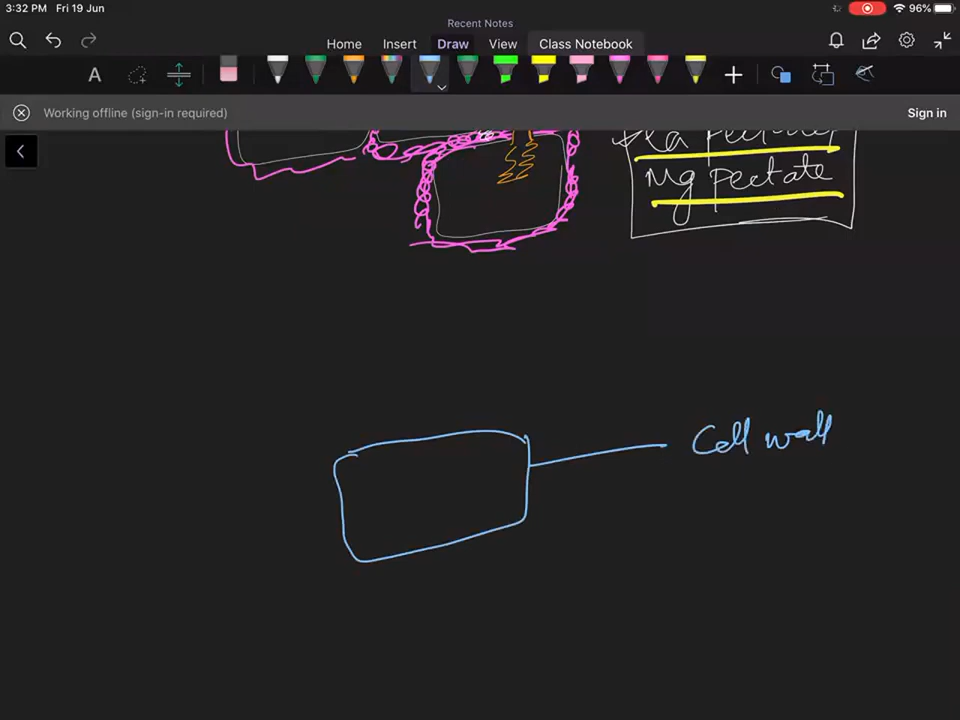 3:32 PM Fri 19 Jun
96%
Recent Notes
Home Insert Draw View Class Notebook
A
Working offline (sign-in required)
Sign in
Mg pectate
Cell wall